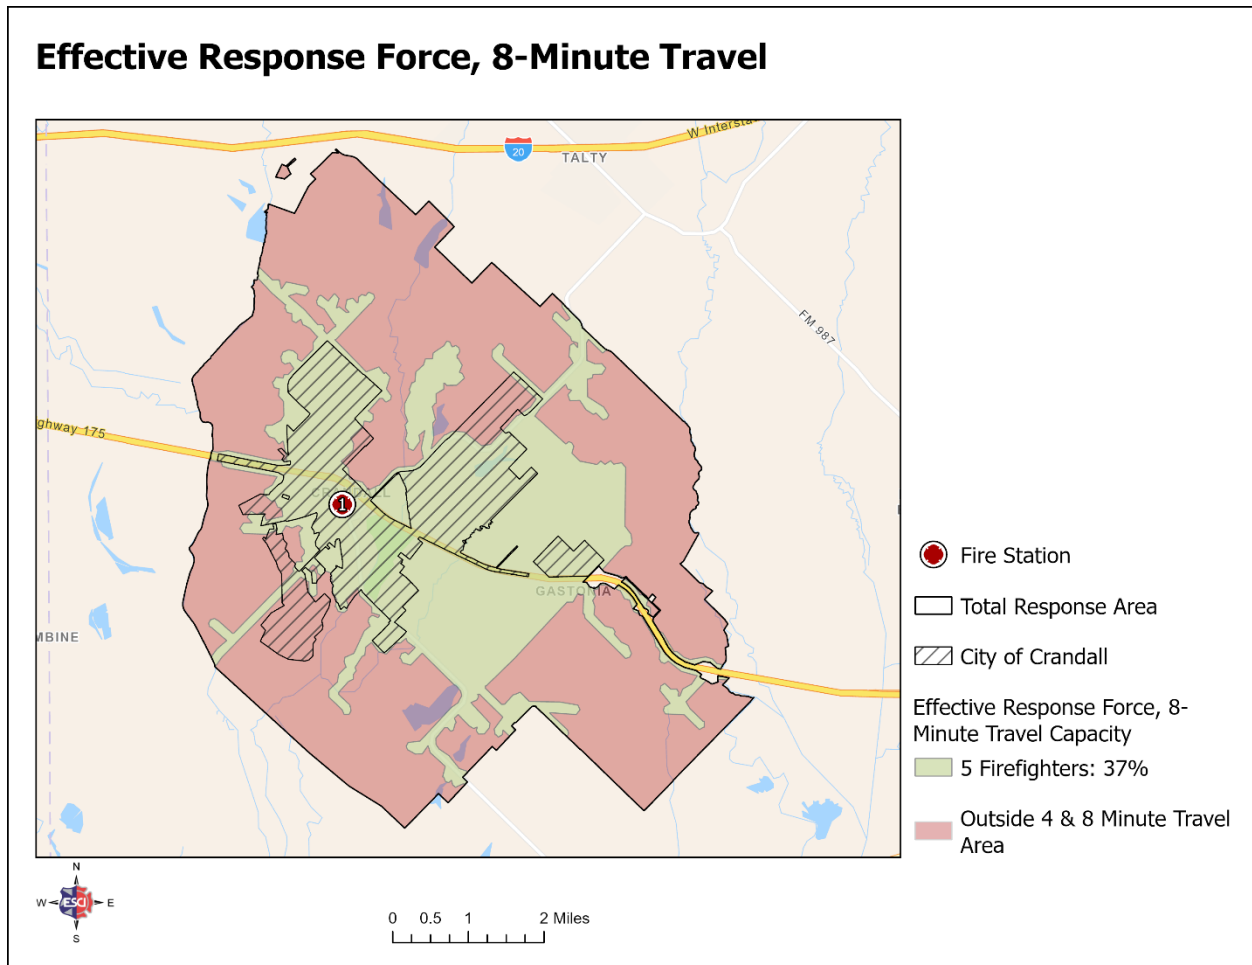 Effective Response Force, 8-Minute Travel
W Intersta
20
TALTY
FM 987
ghway 175
CRANDALL
1
GASTONIA
MBINE
Fire Station
Total Response Area
City of Crandall
Effective Response Force, 8-
Minute Travel Capacity
5 Firefighters: 37%
Outside 4 & 8 Minute Travel
Area
N
W
ESCI
E
S
0 0.5 1 2 Miles